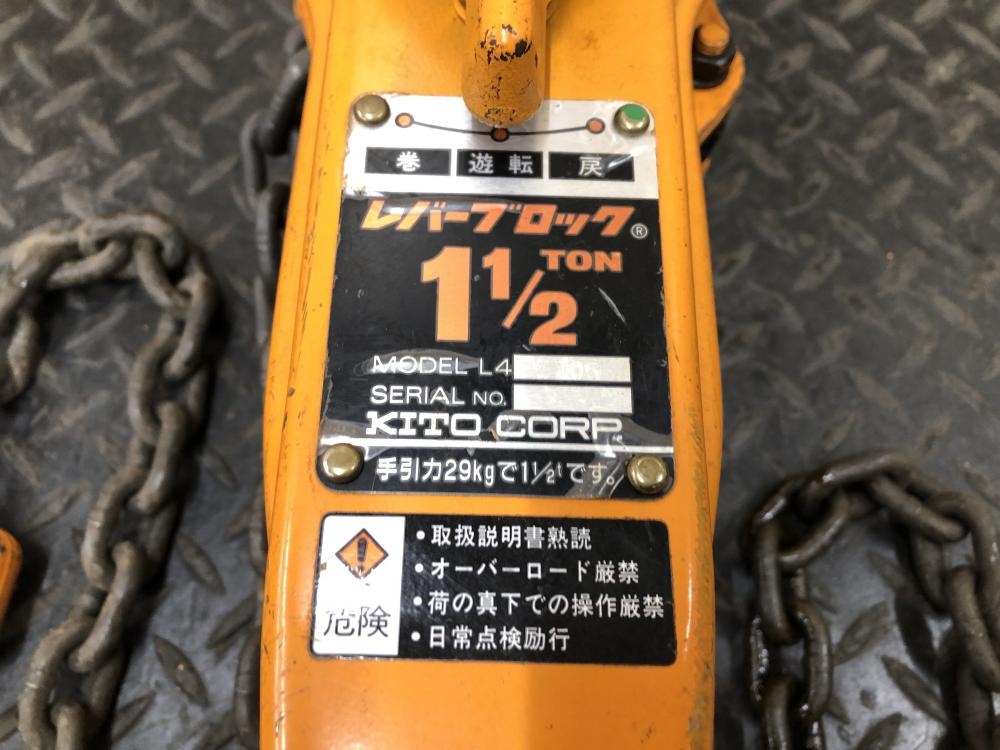 巻 遊転 戻
レバーブロック®
1 1/2 TON
MODEL L4
SERIAL NO.
KITO CORP
手引力29kgで1 1/2tです。
危険
・取扱説明書熟読
・オーバーロード厳禁
・荷の真下での操作厳禁
・日常点検励行